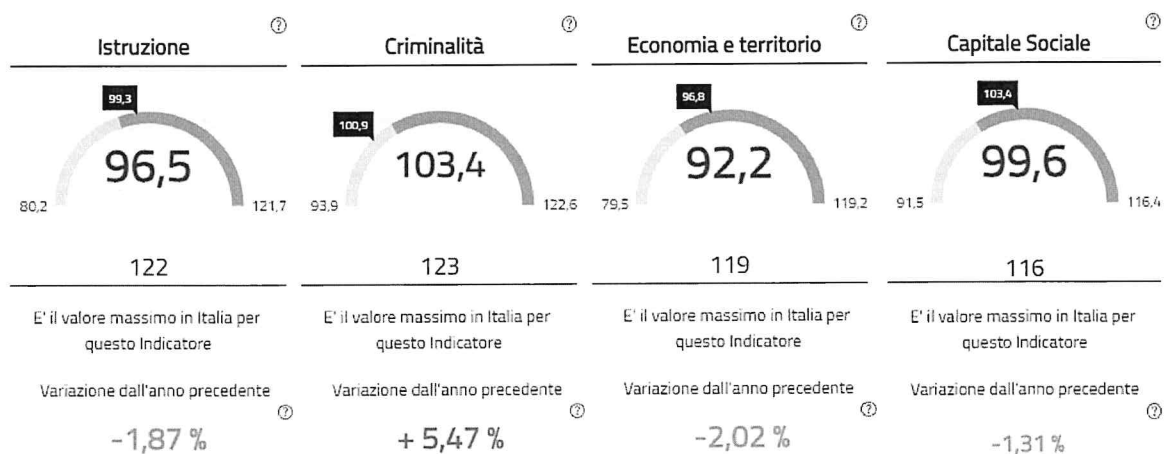 Istruzione
99,3
96,5
80,2
121,7
122
E' il valore massimo in Italia per
questo Indicatore
Variazione dall'anno precedente
-1,87 %
Criminalità
100,9
103,4
93,9
122,6
123
E' il valore massimo in Italia per
questo Indicatore
Variazione dall'anno precedente
+ 5,47 %
Economia e territorio
96,8
92,2
79,5
119,2
119
E' il valore massimo in Italia per
questo Indicatore
Variazione dall'anno precedente
-2,02 %
Capitale Sociale
103,4
99,6
91,5
116,4
116
E' il valore massimo in Italia per
questo Indicatore
Variazione dall'anno precedente
-1,31 %